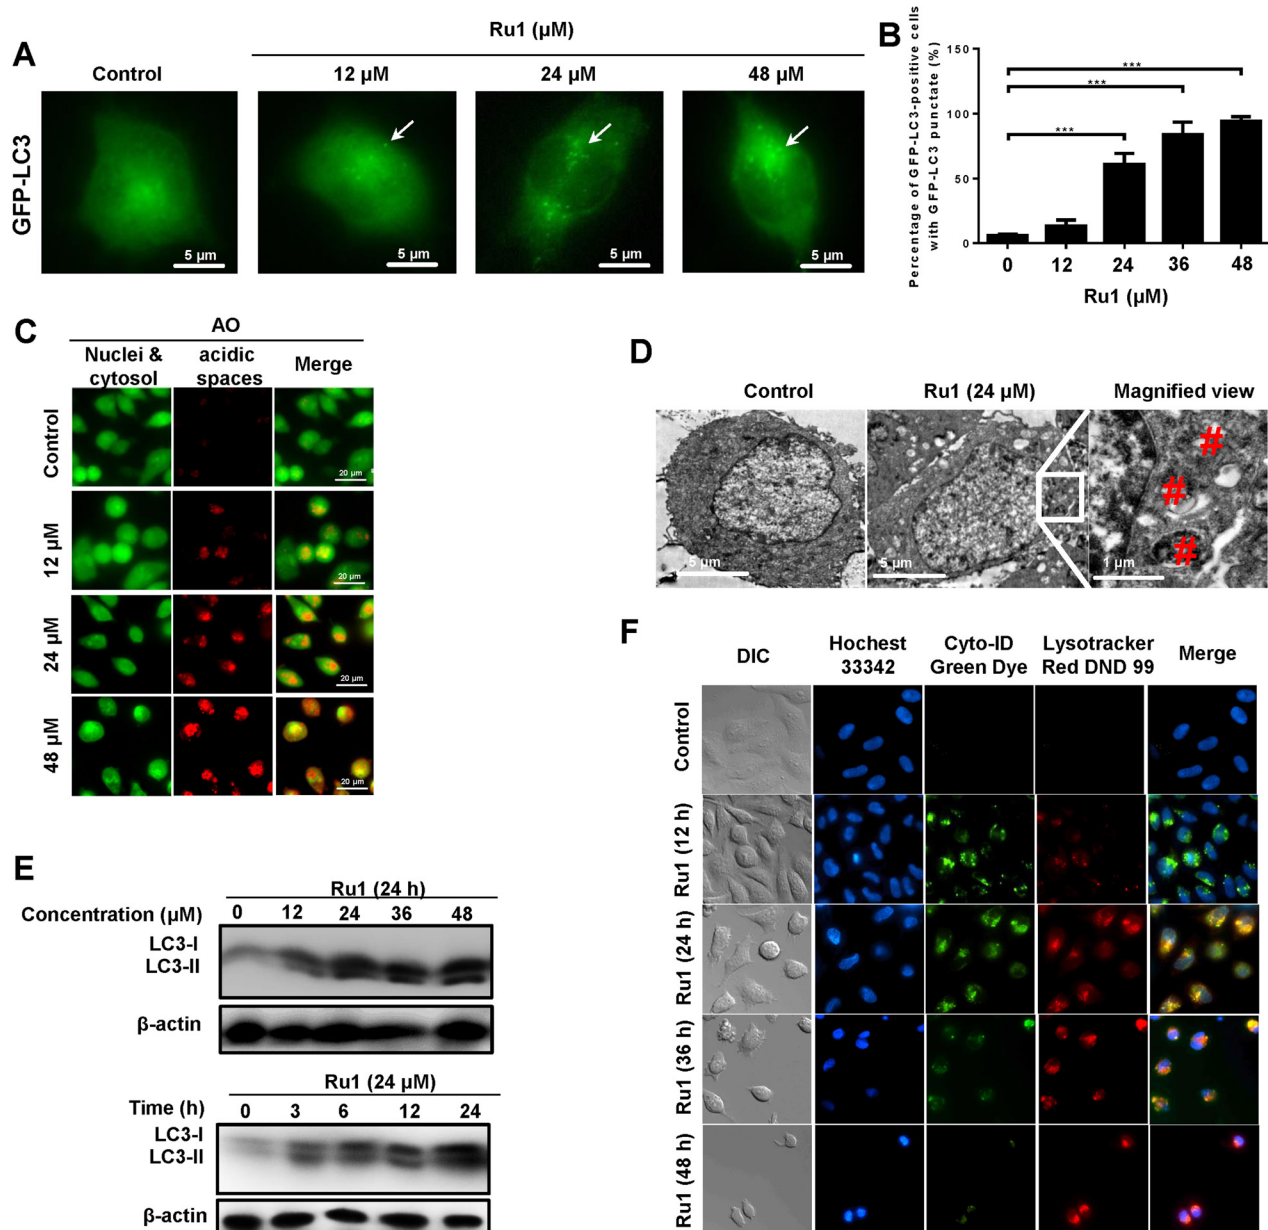 A
Ru1 (µM)
Control
12 µM
24 µM
48 µM
GFP-LC3
5 µm
5 µm
5 µm
5 µm
B
Percentage of GFP-LC3-positive cells
with GFP-LC3 punctate (%)
150
100
50
0
***
***
***
0
12
24
36
48
Ru1 (µM)
C
AO
Nuclei &
cytosol
acidic
spaces
Merge
Control
20 µm
12 µM
20 µm
24 µM
20 µm
48 µM
20 µm
D
Control
Ru1 (24 µM)
Magnified view
#
#
#
5 µm
5 µm
1 µm
E
Ru1 (24 h)
Concentration (µM)
0
12
24
36
48
LC3-I
LC3-II
β-actin
Ru1 (24 µM)
Time (h)
0
3
6
12
24
LC3-I
LC3-II
β-actin
F
DIC
Hochest
33342
Cyto-ID
Green Dye
Lysotracker
Red DND 99
Merge
Control
Ru1 (12 h)
Ru1 (24 h)
Ru1 (36 h)
Ru1 (48 h)